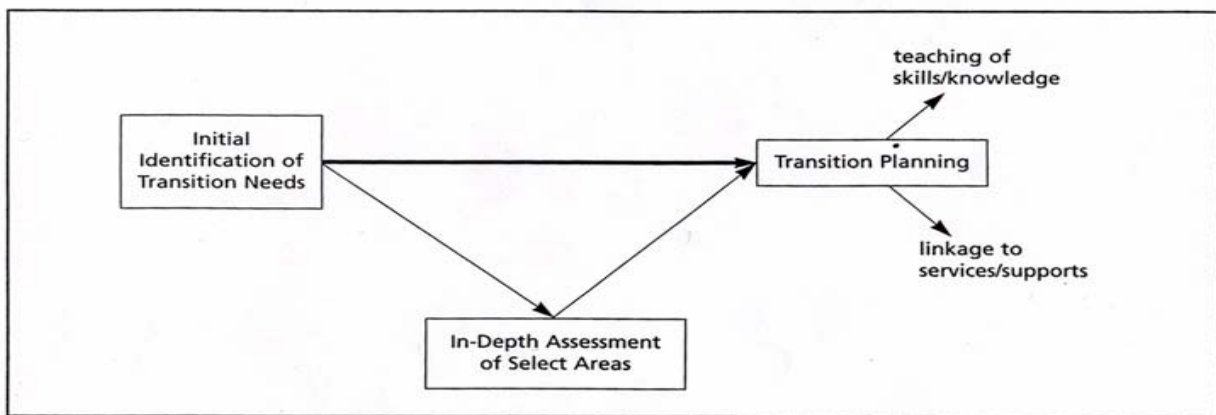 Initial
Identification of
Transition Needs
teaching of
skills/knowledge
Transition Planning
linkage to
services/supports
In-Depth Assessment
of Select Areas